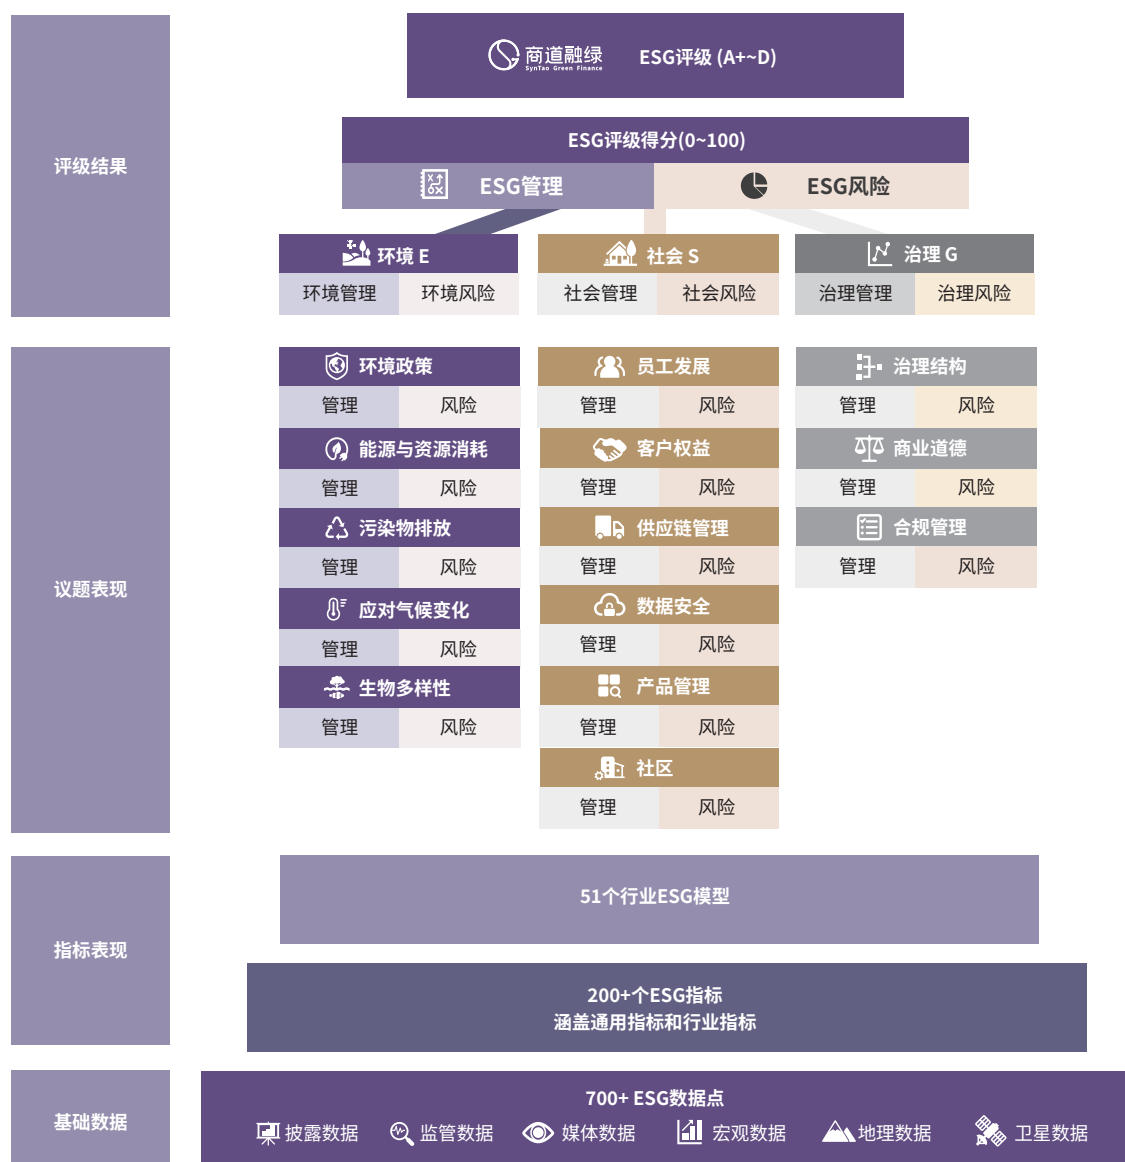 评级结果
商道融绿
SynTao Green Finance
ESG评级 (A+~D)
ESG评级得分(0~100)
ESG管理
ESG风险
环境 E
社会 S
治理 G
环境管理
环境风险
社会管理
社会风险
治理管理
治理风险
议题表现
环境政策
管理
风险
能源与资源消耗
管理
风险
污染物排放
管理
风险
应对气候变化
管理
风险
生物多样性
管理
风险
员工发展
管理
风险
客户权益
管理
风险
供应链管理
管理
风险
数据安全
管理
风险
产品管理
管理
风险
社区
管理
风险
治理结构
管理
风险
商业道德
管理
风险
合规管理
管理
风险
指标表现
51个行业ESG模型
200+个ESG指标
涵盖通用指标和行业指标
基础数据
700+ ESG数据点
披露数据
监管数据
媒体数据
宏观数据
地理数据
卫星数据